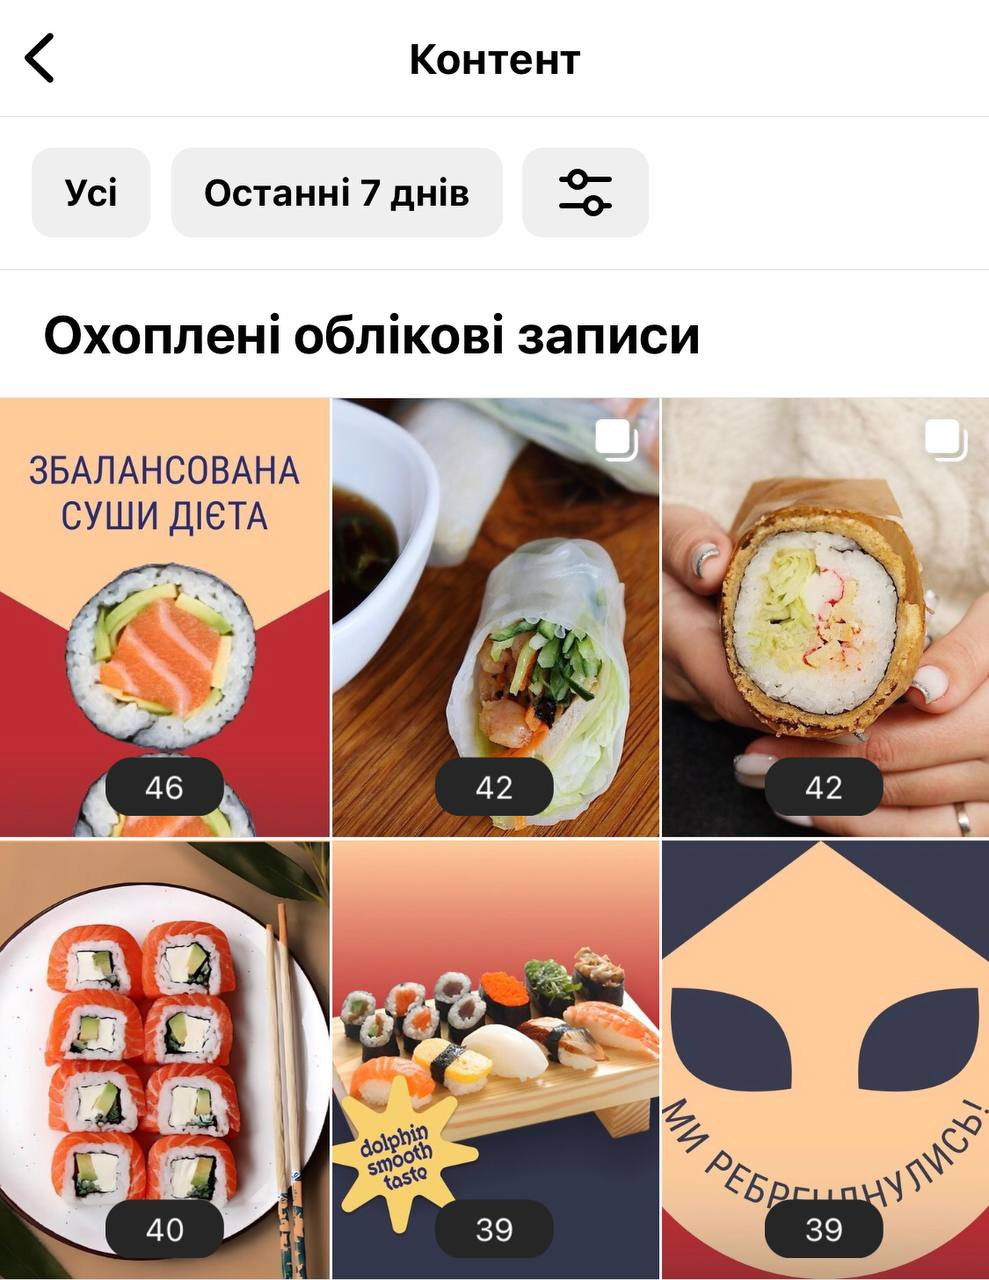 Контент
Усі
Останні 7 днів
Охоплені облікові записи
ЗБАЛАНСОВАНА
СУШИ ДІЄТА
46
42
42
40
dolphin
smooth
taste
39
МИ РЕБРЕНДНУЛИСЬ!
39